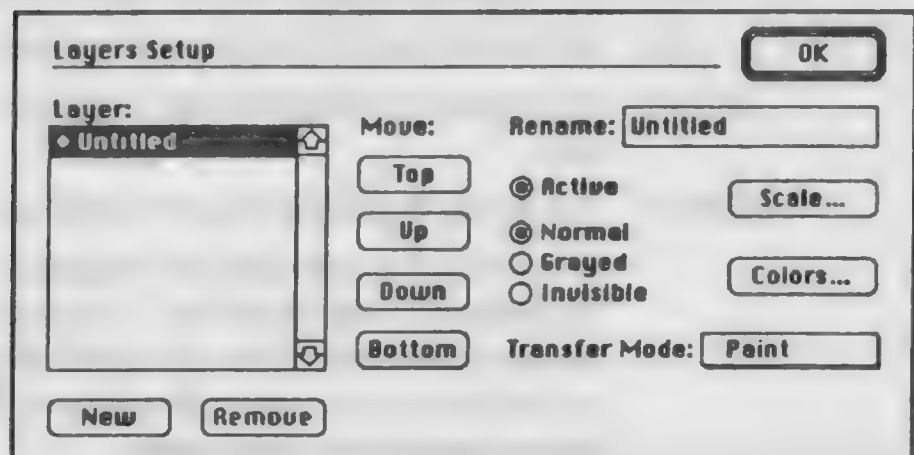 Layers Setup
OK
Layer:
Untitled
Move:
Top
Up
Down
Bottom
Rename: Untitled
Active
Normal
Grayed
Invisible
Scale...
Colors...
Transfer Mode: Paint
New
Remove